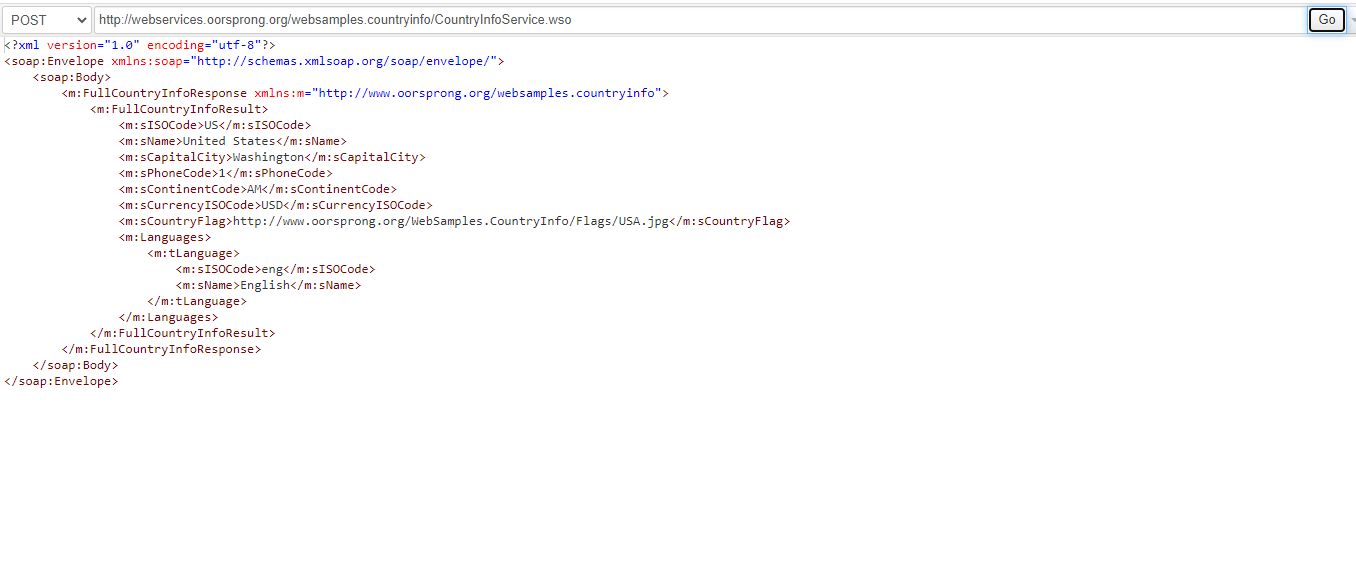 POST http://webservices.oorsprong.org/websamples.countryinfo/CountryInfoService.wso Go
<?xml version="1.0" encoding="utf-8"?>
<soap:Envelope xmlns:soap="http://schemas.xmlsoap.org/soap/envelope/">
    <soap:Body>
        <m:FullCountryInfoResponse xmlns:m="http://www.oorsprong.org/websamples.countryinfo">
            <m:FullCountryInfoResult>
                <m:sISOCode>US</m:sISOCode>
                <m:sName>United States</m:sName>
                <m:sCapitalCity>Washington</m:sCapitalCity>
                <m:sPhoneCode>1</m:sPhoneCode>
                <m:sContinentCode>AM</m:sContinentCode>
                <m:sCurrencyISOCode>USD</m:sCurrencyISOCode>
                <m:sCountryFlag>http://www.oorsprong.org/WebSamples.CountryInfo/Flags/USA.jpg</m:sCountryFlag>
                <m:Languages>
                    <m:tLanguage>
                        <m:sISOCode>eng</m:sISOCode>
                        <m:sName>English</m:sName>
                    </m:tLanguage>
                </m:Languages>
            </m:FullCountryInfoResult>
        </m:FullCountryInfoResponse>
    </soap:Body>
</soap:Envelope>